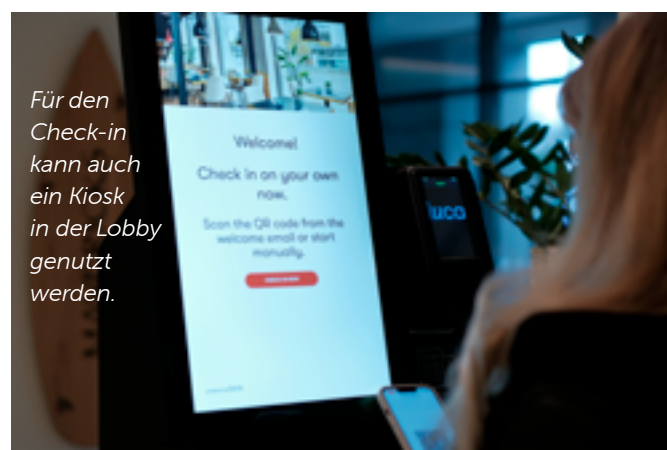 Für den
Check-in
kann auch
ein Kiosk
in der Lobby
genutzt
werden.
Welcome!
Check in on your own
now.
Scan the QR code from the
welcome email or start
manually.
luca